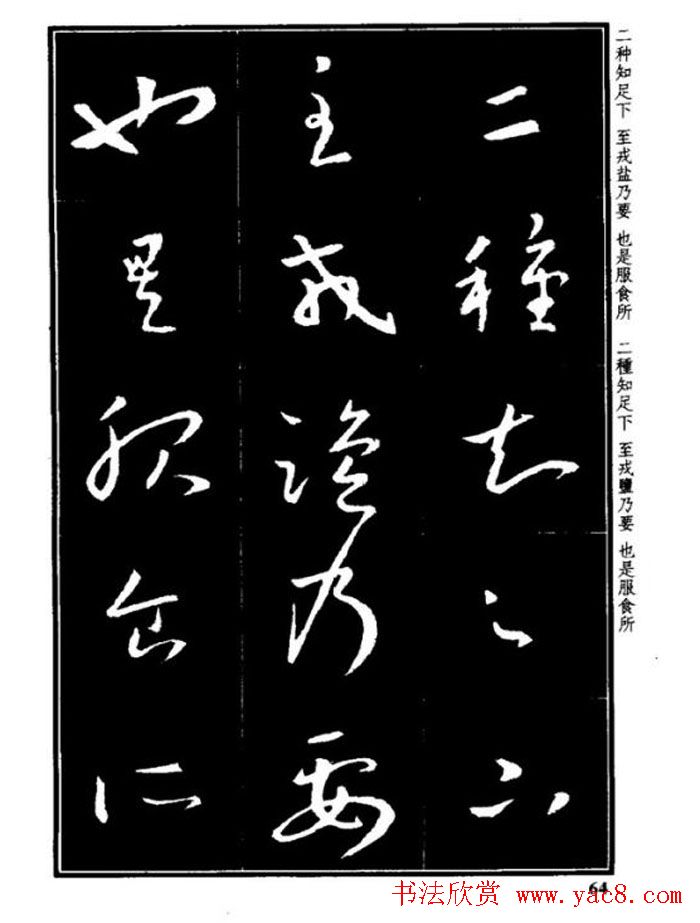 二種知足下
至戎鹽乃要
也是服食所
二种知足下 至戎盐乃要 也是服食所
二種知足下 至戎鹽乃要 也是服食所
64
书法欣赏 www.yac8.com